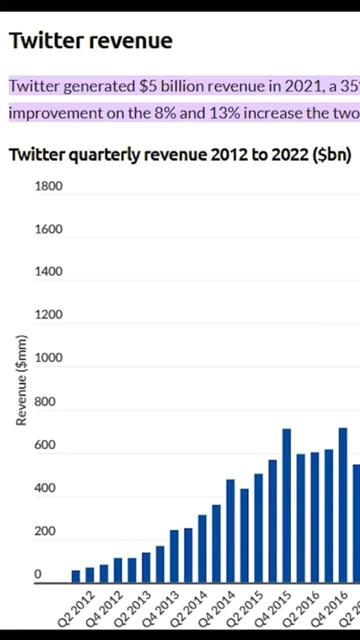 Twitter revenue
Twitter generated $5 billion revenue in 2021, a 35
improvement on the 8% and 13% increase the two
Twitter quarterly revenue 2012 to 2022 ($bn)
1800
1600
1400
1200
1000
800
600
400
200
0
Revenue ($mm)
Q2 2012
Q4 2012
Q2 2013
Q4 2013
Q2 2014
Q4 2014
Q2 2015
Q4 2015
Q2 2016
Q4 2016